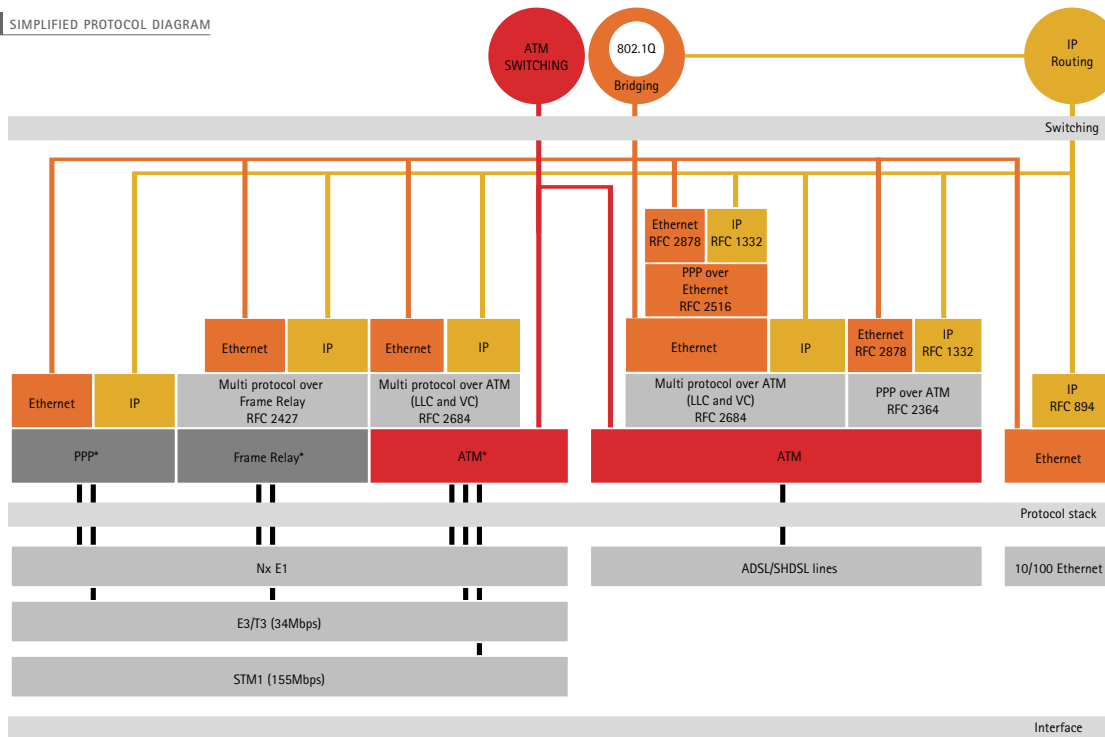 SIMPLIFIED PROTOCOL DIAGRAM
ATM
SWITCHING
802.1Q
Bridging
IP
Routing
Switching
Ethernet
RFC 2878
IP
RFC 1332
PPP over
Ethernet
RFC 2516
Ethernet
IP
Ethernet
IP
Ethernet
IP
Ethernet
RFC 2878
IP
RFC 1332
Ethernet
IP
Multi protocol over
Frame Relay
RFC 2427
Multi protocol over ATM
(LLC and VC)
RFC 2684
Multi protocol over ATM
(LLC and VC)
RFC 2684
PPP over ATM
RFC 2364
IP
RFC 894
PPP*
Frame Relay*
ATM*
ATM
Ethernet
Protocol stack
Nx E1
ADSL/SHDSL lines
10/100 Ethernet
E3/T3 (34Mbps)
STM1 (155Mbps)
Interface